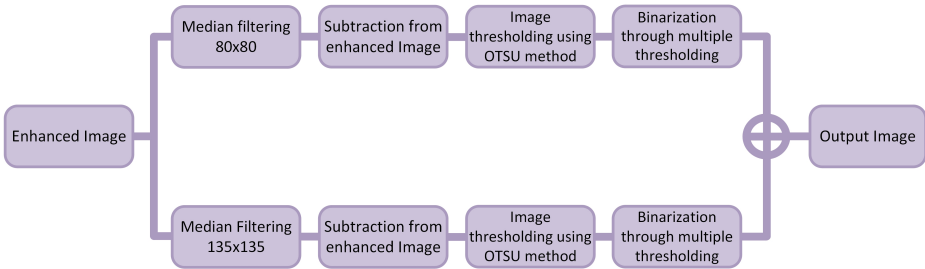 Median filtering
80x80
Subtraction from
enhanced Image
Image
thresholding using
OTSU method
Binarization
through multiple
thresholding
Enhanced Image
Output Image
Median Filtering
135x135
Subtraction from
enhanced Image
Image
thresholding using
OTSU method
Binarization
through multiple
thresholding